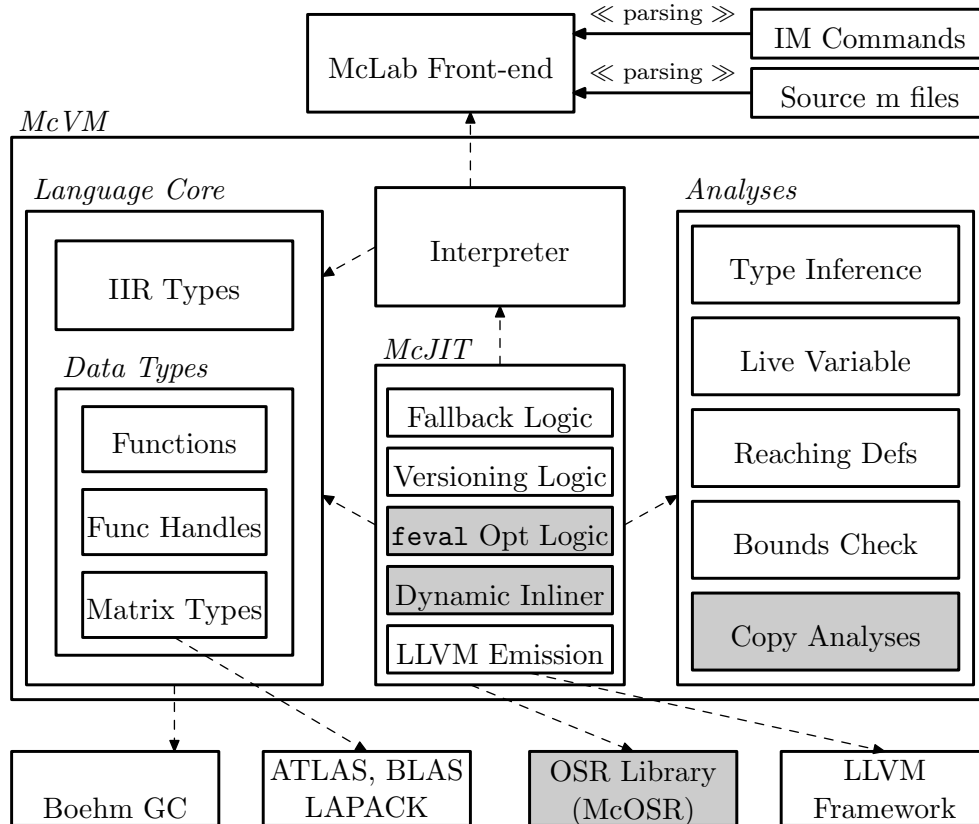 ≪ parsing ≫
IM Commands
McLab Front-end
≪ parsing ≫
Source m files
McVM
Language Core
Analyses
IIR Types
Interpreter
Type Inference
Data Types
McJIT
Live Variable
Functions
Fallback Logic
Func Handles
Versioning Logic
Reaching Defs
feval Opt Logic
Bounds Check
Matrix Types
Dynamic Inliner
LLVM Emission
Copy Analyses
Boehm GC
ATLAS, BLAS
LAPACK
OSR Library
(McOSR)
LLVM
Framework